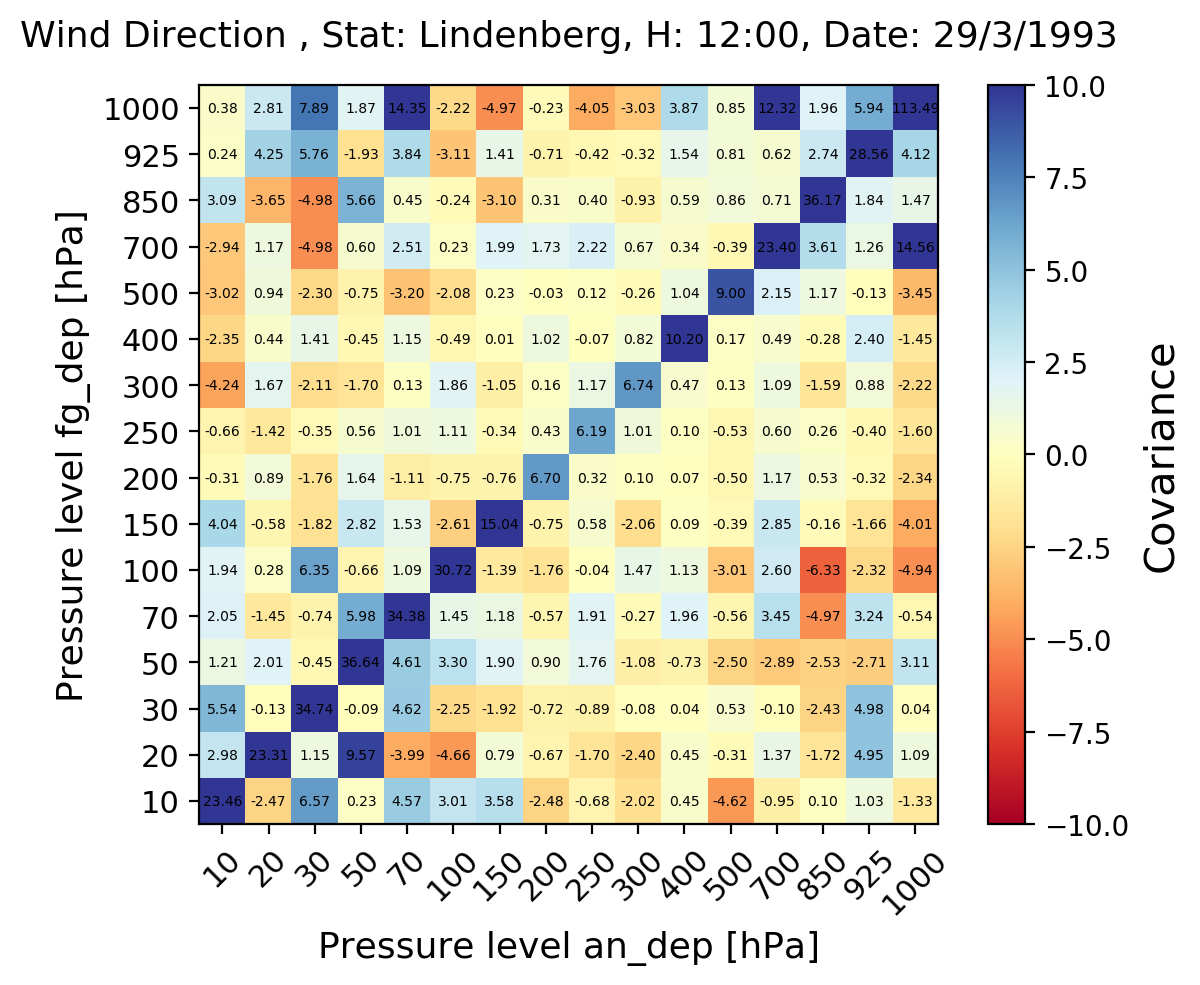 Wind Direction , Stat: Lindenberg, H: 12:00, Date: 29/3/1993
1000 0.38 2.81 7.89 1.87 14.35 -2.22 -4.97 -0.23 -4.05 -3.03 3.87 0.85 12.32 1.96 5.94 113.49
925 0.24 4.25 5.76 -1.93 3.84 -3.11 1.41 -0.71 -0.42 -0.32 1.54 0.81 0.62 2.74 28.56 4.12
850 3.09 -3.65 -4.98 5.66 0.45 -0.24 -3.10 0.31 0.40 -0.93 0.59 0.86 0.71 36.17 1.84 1.47
700 -2.94 1.17 -4.98 0.60 2.51 0.23 1.99 1.73 2.22 0.67 0.34 -0.39 23.40 3.61 1.26 14.56
500 -3.02 0.94 -2.30 -0.75 -3.20 -2.08 0.23 -0.03 0.12 -0.26 1.04 9.00 2.15 1.17 -0.13 -3.45
400 -2.35 0.44 1.41 -0.45 1.15 -0.49 0.01 1.02 -0.07 0.82 10.20 0.17 0.49 -0.28 2.40 -1.45
300 -4.24 1.67 -2.11 -1.70 0.13 1.86 -1.05 0.16 1.17 6.74 0.47 0.13 1.09 -1.59 0.88 -2.22
250 -0.66 -1.42 -0.35 0.56 1.01 1.11 -0.34 0.43 6.19 1.01 0.10 -0.53 0.60 0.26 -0.40 -1.60
200 -0.31 0.89 -1.76 1.64 -1.11 -0.75 -0.76 6.70 0.32 0.10 0.07 -0.50 1.17 0.53 -0.32 -2.34
150 4.04 -0.58 -1.82 2.82 1.53 -2.61 15.04 -0.75 0.58 -2.06 0.09 -0.39 2.85 -0.16 -1.66 -4.01
100 1.94 0.28 6.35 -0.66 1.09 30.72 -1.39 -1.76 -0.04 1.47 1.13 -3.01 2.60 -6.33 -2.32 -4.94
70 2.05 -1.45 -0.74 5.98 34.38 1.45 1.18 -0.57 1.91 -0.27 1.96 -0.56 3.45 -4.97 3.24 -0.54
50 1.21 2.01 -0.45 36.64 4.61 3.30 1.90 0.90 1.76 -1.08 -0.73 -2.50 -2.89 -2.53 -2.71 3.11
30 5.54 -0.13 34.74 -0.09 4.62 -2.25 -1.92 -0.72 -0.89 -0.08 0.04 0.53 -0.10 -2.43 4.98 0.04
20 2.98 23.31 1.15 9.57 -3.99 -4.66 0.79 -0.67 -1.70 -2.40 0.45 -0.31 1.37 -1.72 4.95 1.09
10 23.46 -2.47 6.57 0.23 4.57 3.01 3.58 -2.48 -0.68 -2.02 0.45 -4.62 -0.95 0.10 1.03 -1.33
10 20 30 50 70 100 150 200 250 300 400 500 700 850 925 1000
Pressure level an_dep [hPa]
Pressure level fg_dep [hPa]
10.0
7.5
5.0
2.5
0.0
−2.5
−5.0
−7.5
−10.0
Covariance